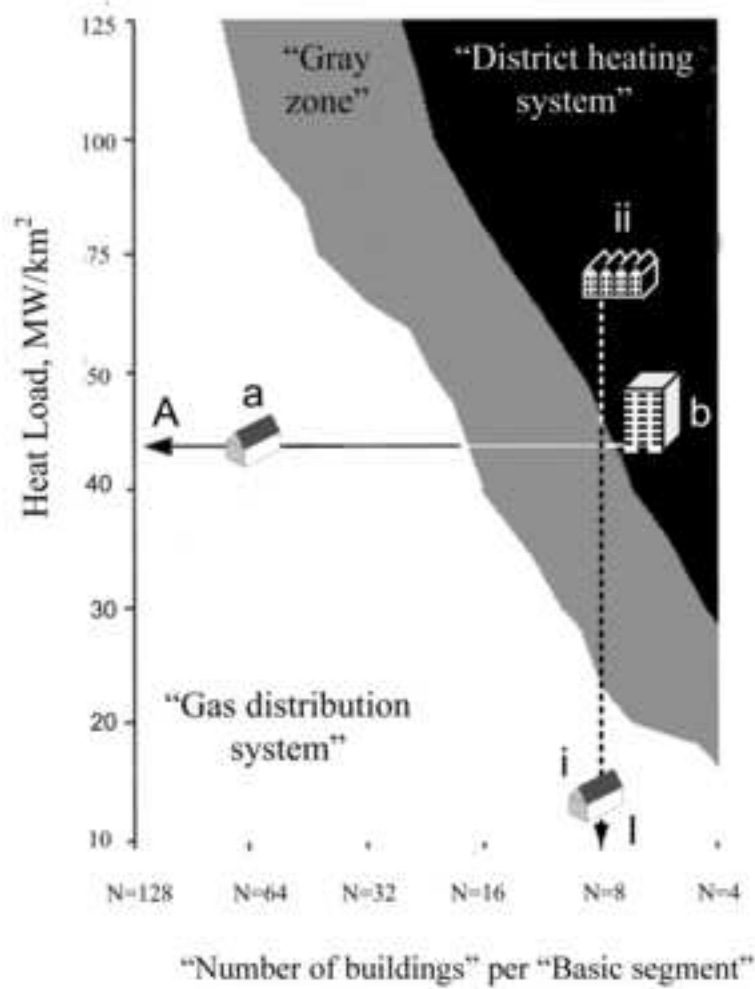 125
100
75
50
40
30
20
10
Heat Load, MW/km²
“Gray
zone”
“District heating
system”
ii
A
a
b
“Gas distribution
system”
i
I
N=128 N=64 N=32 N=16 N=8 N=4
“Number of buildings” per “Basic segment”